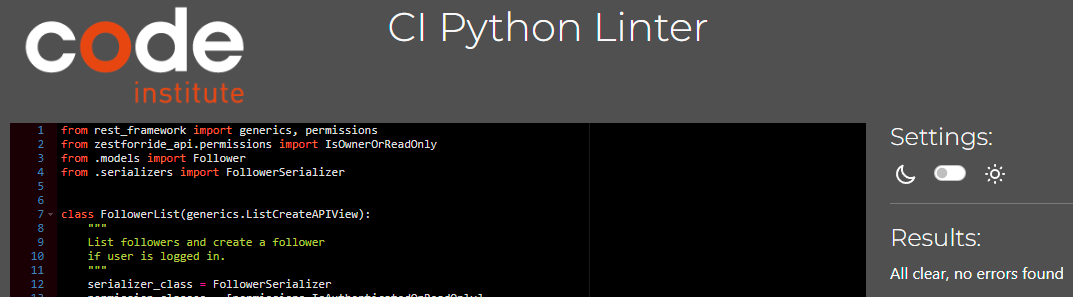 code
institute
CI Python Linter
1 from rest_framework import generics, permissions
2 from zestforride_api.permissions import IsOwnerOrReadOnly
3 from .models import Follower
4 from .serializers import FollowerSerializer
5
6
7 class FollowerList(generics.ListCreateAPIView):
8     """
9     List followers and create a follower
10     if user is logged in.
11     """
12     serializer_class = FollowerSerializer
Settings:
Results:
All clear, no errors found